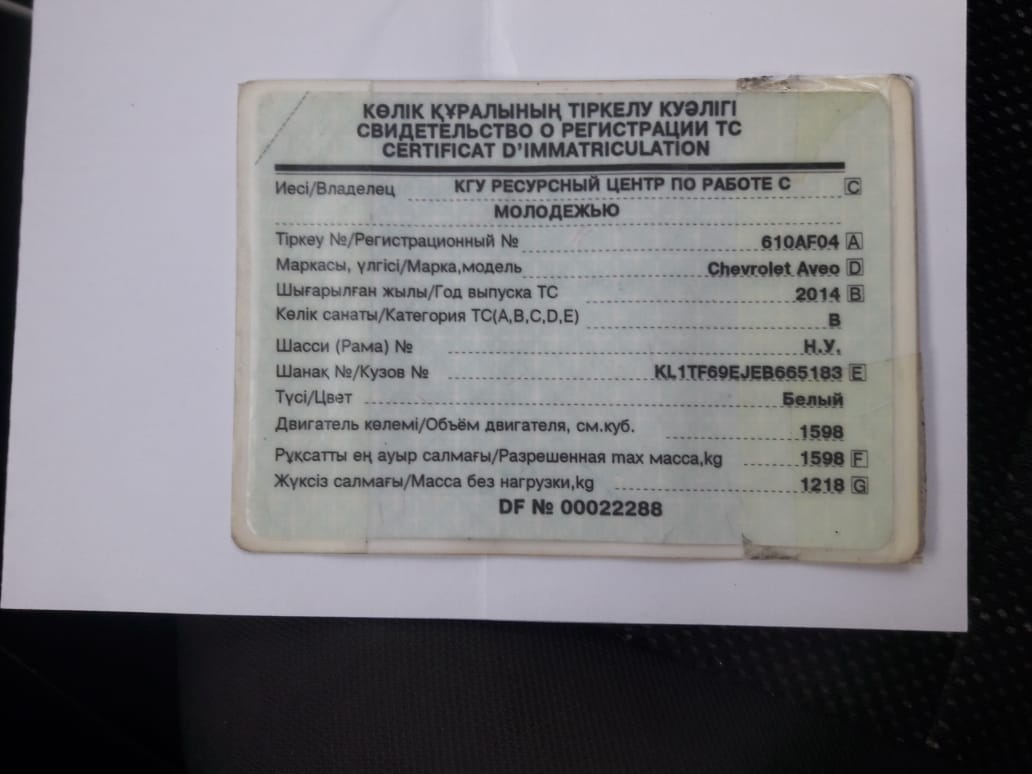 КӨЛІК ҚҰРАЛЫНЫҢ ТІРКЕЛУ КУӘЛІГІ
СВИДЕТЕЛЬСТВО О РЕГИСТРАЦИИ ТС
CERTIFICAT D'IMMATRICULATION
Иесі/Владелец КГУ РЕСУРСНЫЙ ЦЕНТР ПО РАБОТЕ С C
МОЛОДЕЖЬЮ
Тіркеу №/Регистрационный № 610AF04 A
Маркасы, үлгісі/Марка,модель Chevrolet Aveo D
Шығарылған жылы/Год выпуска ТС 2014 B
Көлік санаты/Категория ТС(A,B,C,D,E) B
Шасси (Рама) № Н.У.
Шанақ №/Кузов № KL1TF69EJEB665183 E
Түсі/Цвет Белый
Двигатель көлемі/Объём двигателя, см.куб. 1598
Рұқсатты ең ауыр салмағы/Разрешенная max масса,kg 1598 F
Жүксіз салмағы/Масса без нагрузки,kg 1218 G
DF № 00022288